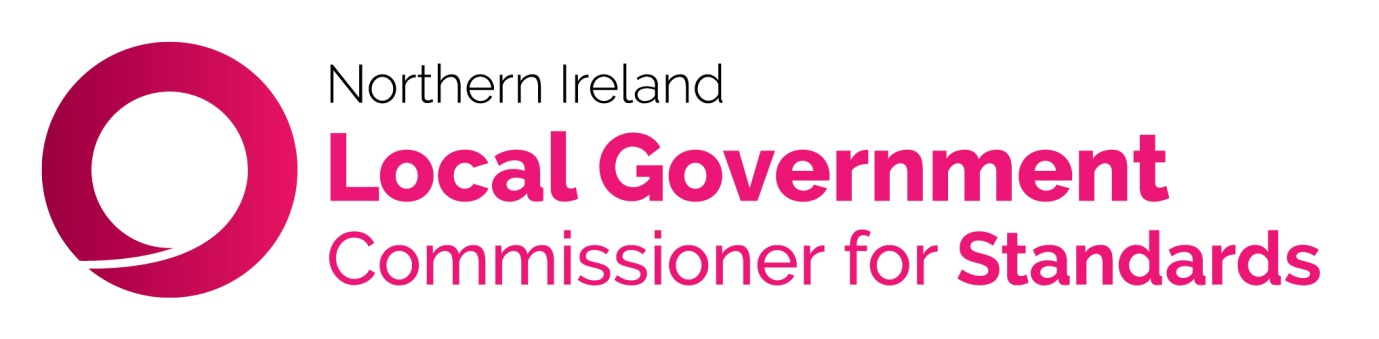 Northern Ireland
Local Government
Commissioner for Standards